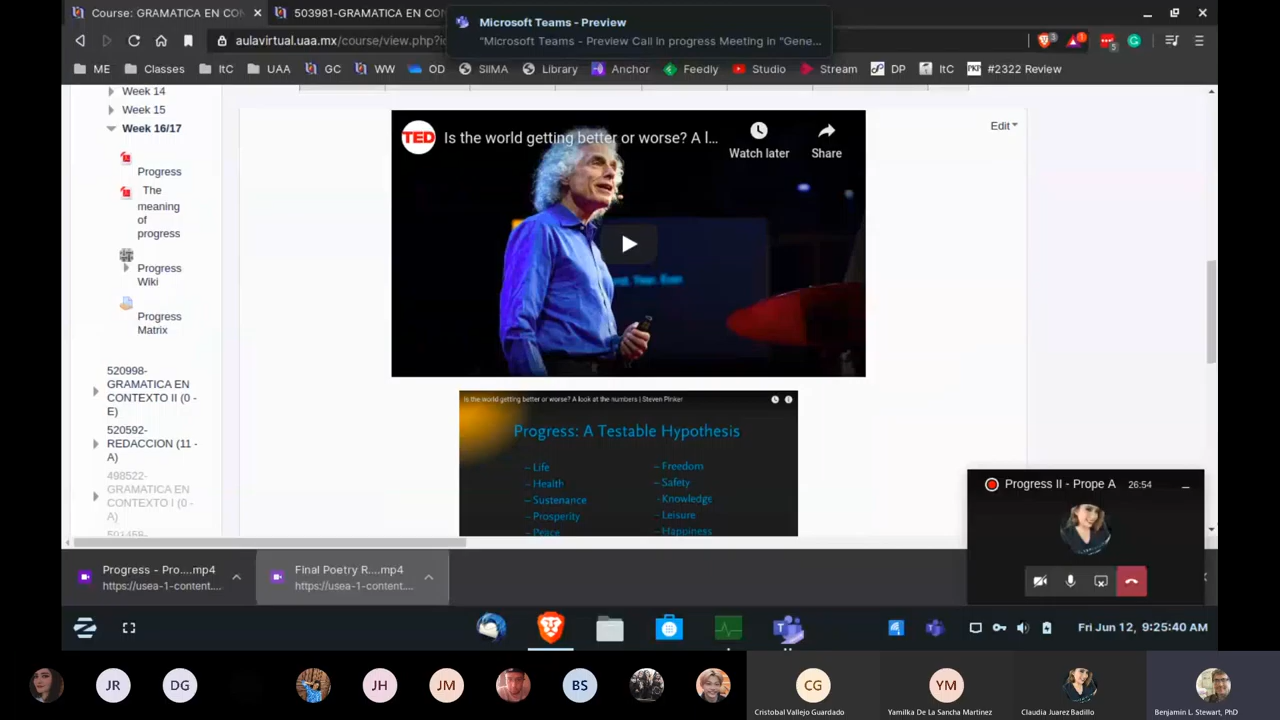 Course: GRAMATICA EN CON
503981-GRAMATICA EN CO
Microsoft Teams - Preview
"Microsoft Teams - Preview Call in progress Meeting in "Gene...
aulavirtual.uaa.mx/course/view.php?i
3
1
5
ME
Classes
ItC
UAA
GC
WW
OD
SIIMA
Library
Anchor
Feedly
Studio
Stream
DP
ItC
#2322 Review
Week 14
Week 15
Week 16/17
Progress
The
meaning
of
progress
Progress
Wiki
Progress
Matrix
520998-
GRAMATICA EN
CONTEXTO II (0 -
E)
520592-
REDACCION (11 -
A)
498522-
GRAMATICA EN
CONTEXTO I (0 -
A)
TED
Is the world getting better or worse? A l...
Watch later
Share
Edit
Is the world getting better or worse? A look at the numbers | Steven Pinker
Progress: A Testable Hypothesis
– Life
– Health
– Sustenance
– Prosperity
– Peace
– Freedom
– Safety
– Knowledge
– Leisure
– Happiness
Progress II - Prope A
26:54
Progress - Pro....mp4
https://usea-1-content....
Final Poetry R....mp4
https://usea-1-content....
Fri Jun 12, 9:25:40 AM
JR
DG
JH
JM
BS
CG
YM
Cristobal Vallejo Guardado
Yamilka De La Sancha Martinez
Claudia Juarez Badillo
Benjamin L. Stewart, PhD